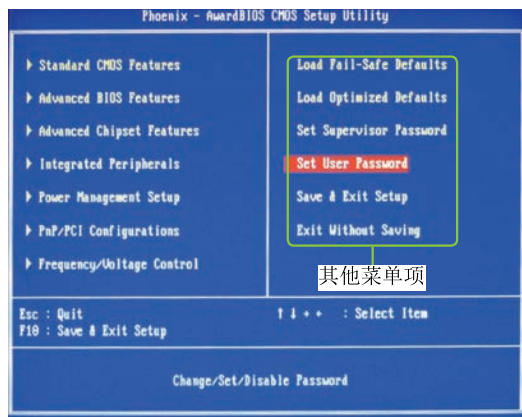 Phoenix - AwardBIOS CMOS Setup Utility
Standard CMOS Features
Advanced BIOS Features
Advanced Chipset Features
Integrated Peripherals
Power Management Setup
PnP/PCI Configurations
Frequency/Voltage Control
Load Fail-Safe Defaults
Load Optimized Defaults
Set Supervisor Password
Set User Password
Save & Exit Setup
Exit Without Saving
其他菜单项
Esc : Quit
F10 : Save & Exit Setup
↑ ↓ → ← : Select Item
Change/Set/Disable Password